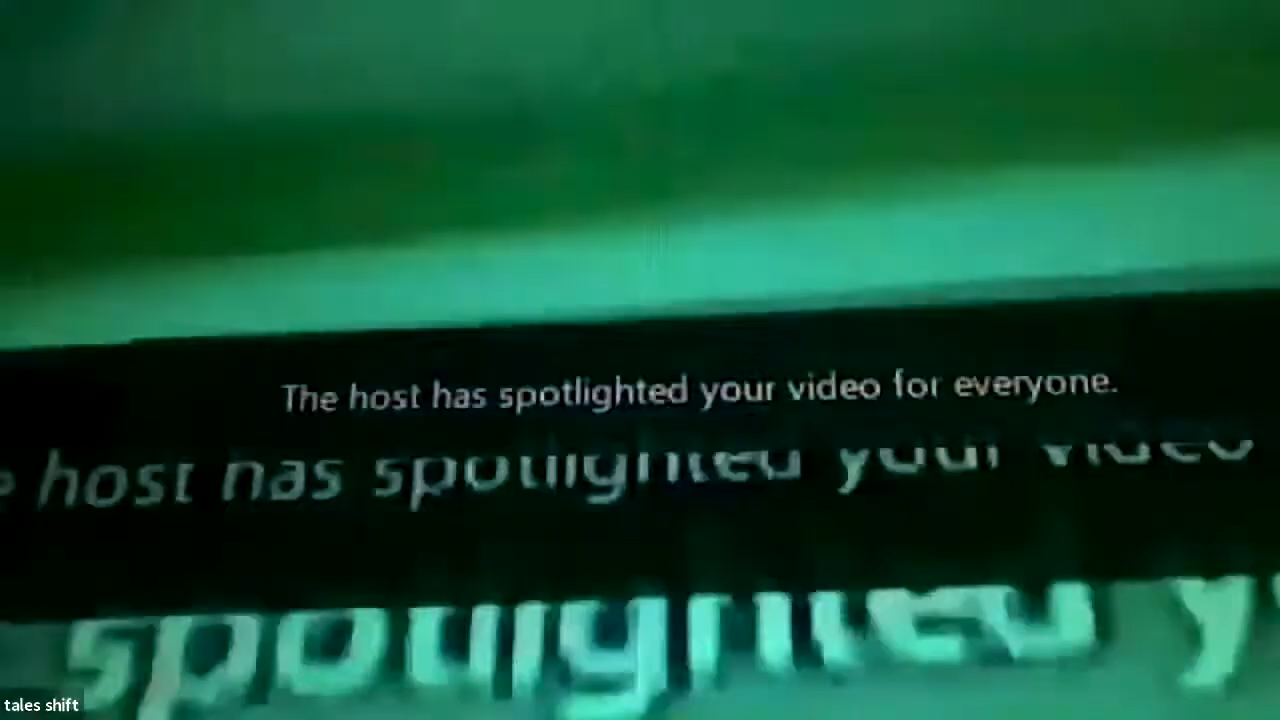 The host has spotlighted your video for everyone.
host has spotlighted your video
spotlighted
tales shift